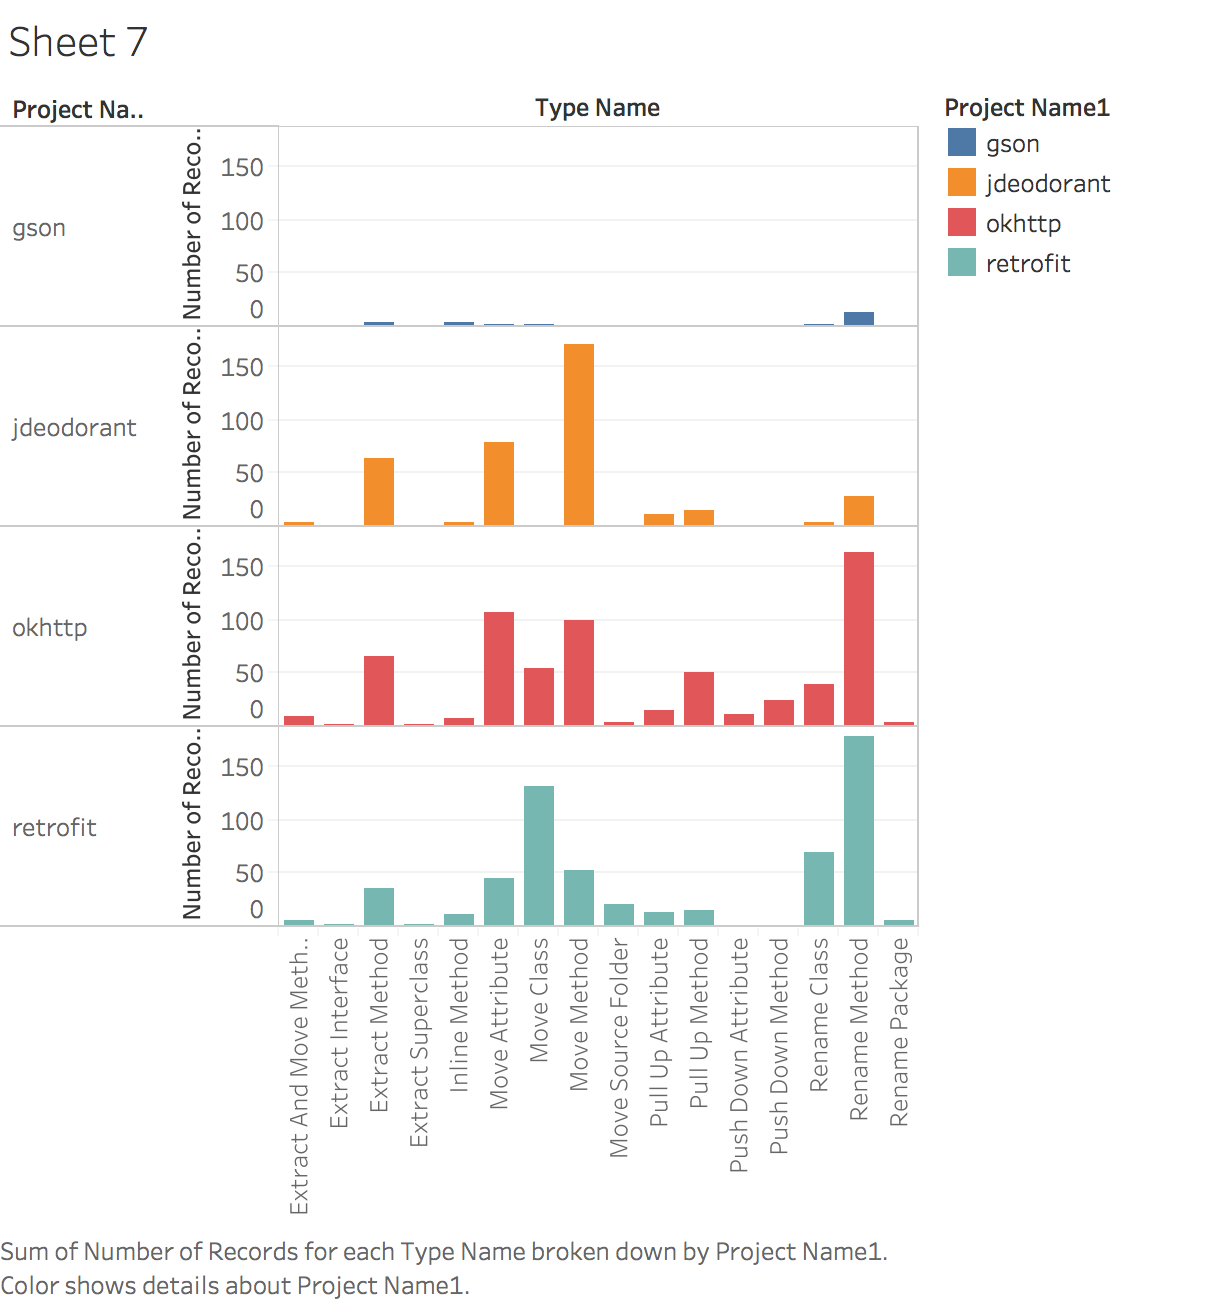 Sheet 7
Project Na..
Type Name
Project Name1
gson
jdeodorant
okhttp
retrofit
gson
Number of Reco..
150
100
50
0
jdeodorant
Number of Reco..
150
100
50
0
okhttp
Number of Reco..
150
100
50
0
retrofit
Number of Reco..
150
100
50
0
Extract And Move Meth..
Extract Interface
Extract Method
Extract Superclass
Inline Method
Move Attribute
Move Class
Move Method
Move Source Folder
Pull Up Attribute
Pull Up Method
Push Down Attribute
Push Down Method
Rename Class
Rename Method
Rename Package
Sum of Number of Records for each Type Name broken down by Project Name1.
Color shows details about Project Name1.